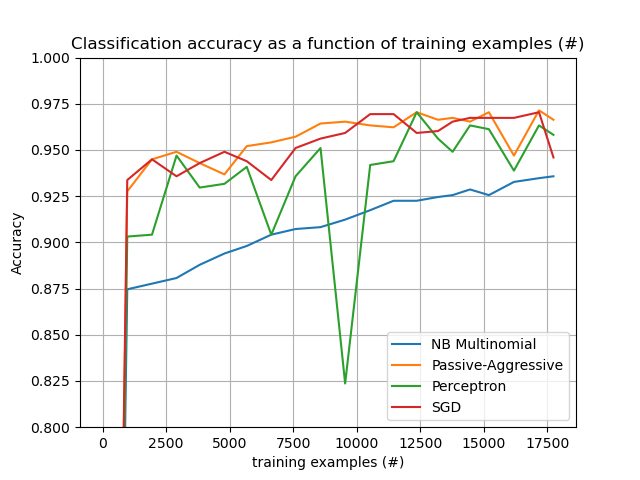 Classification accuracy as a function of training examples (#)
1.000
0.975
0.950
0.925
0.900
0.875
0.850
0.825
0.800
Accuracy
NB Multinomial
Passive-Aggressive
Perceptron
SGD
0 2500 5000 7500 10000 12500 15000 17500
training examples (#)